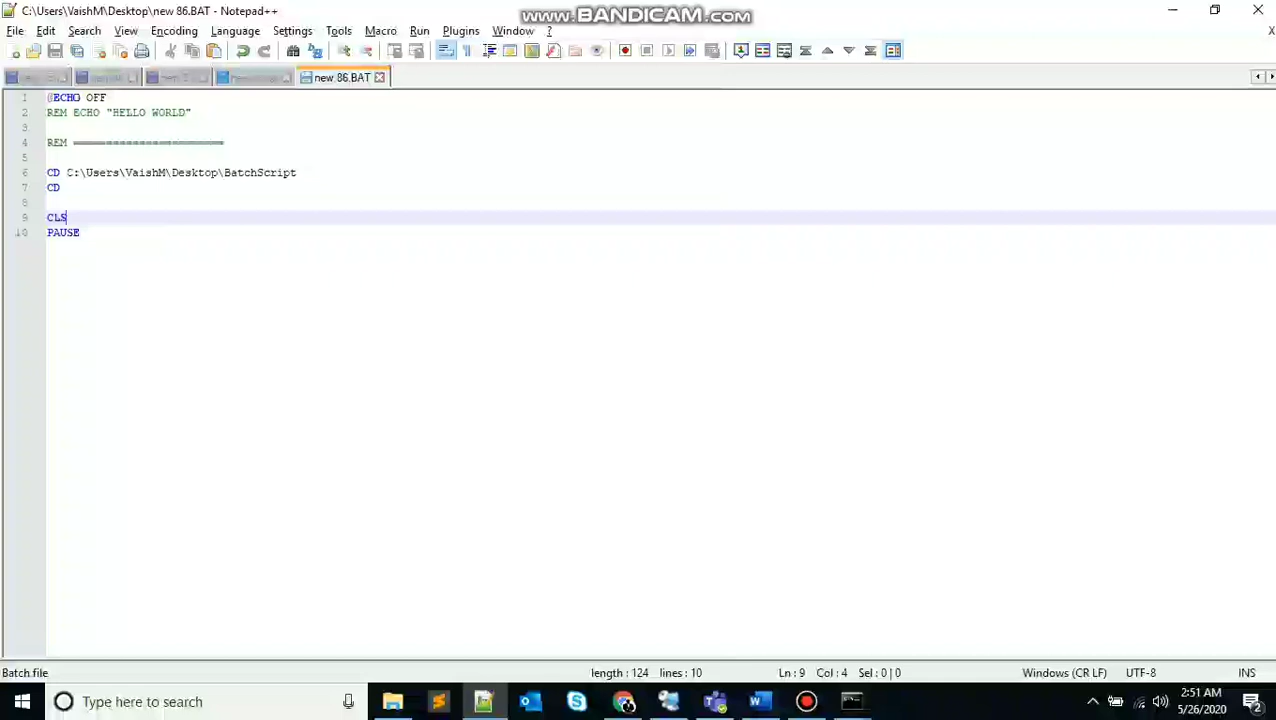 C:\Users\VaishM\Desktop\new 86.BAT - Notepad++
www.BANDICAM.com
File Edit Search View Encoding Language Settings Tools Macro Run Plugins Window ?
new 86.BAT
1 @ECHO OFF
2 REM ECHO "HELLO WORLD"
3
4 REM =======================
5
6 CD C:\Users\VaishM\Desktop\BatchScript
7 CD
8
9 CLS
10 PAUSE
Batch file length : 124 lines : 10 Ln : 9 Col : 4 Sel : 0 | 0 Windows (CR LF) UTF-8 INS
Type here to search
2:51 AM
5/26/2020
2